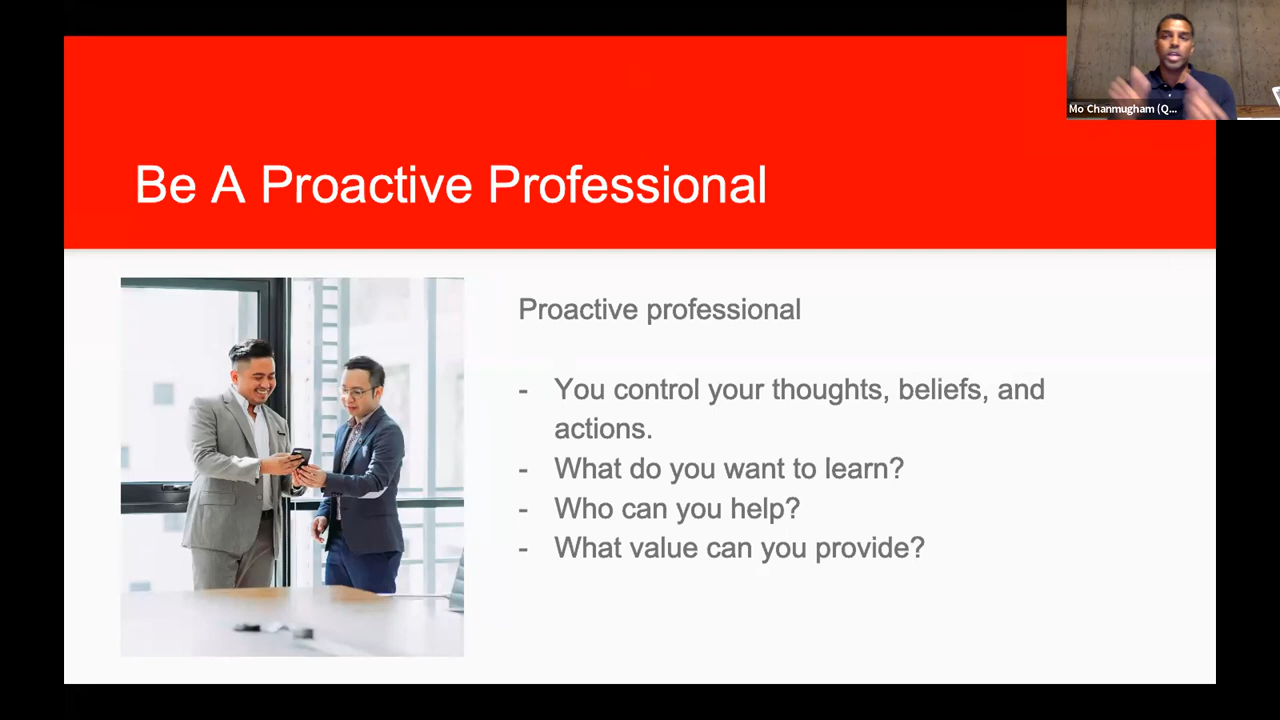 Mo Chanmugham (Q...
Be A Proactive Professional
Proactive professional
- You control your thoughts, beliefs, and
actions.
- What do you want to learn?
- Who can you help?
- What value can you provide?